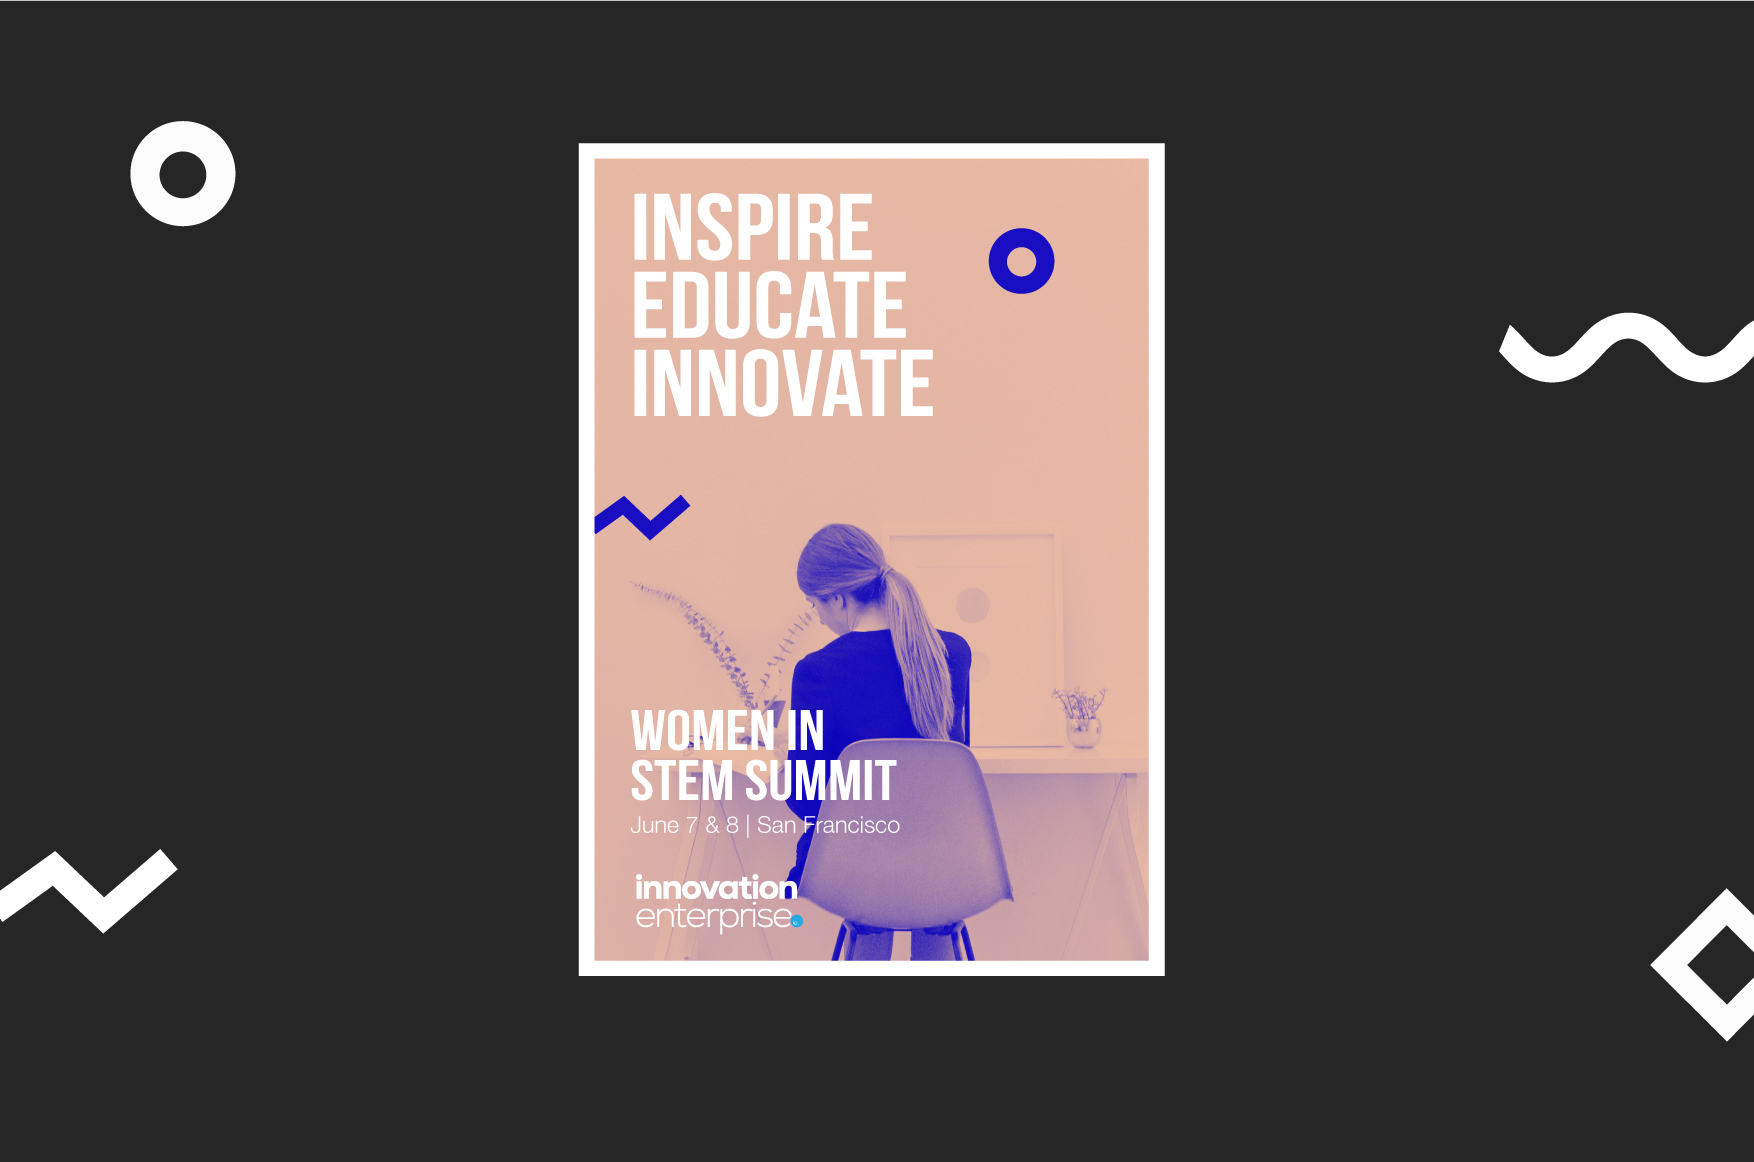 INSPIRE
EDUCATE
INNOVATE
WOMEN IN
STEM SUMMIT
June 7 & 8 | San Francisco
innovation
enterprise